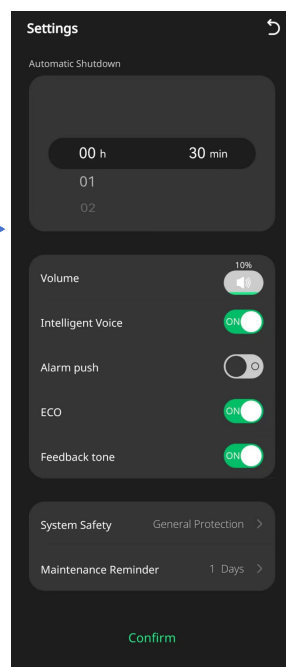 Settings
Automatic Shutdown
00 h 30 min
01
02
10%
Volume
Intelligent Voice ON
Alarm push
ECO ON
Feedback tone ON
System Safety General Protection >
Maintenance Reminder 1 Days >
Confirm